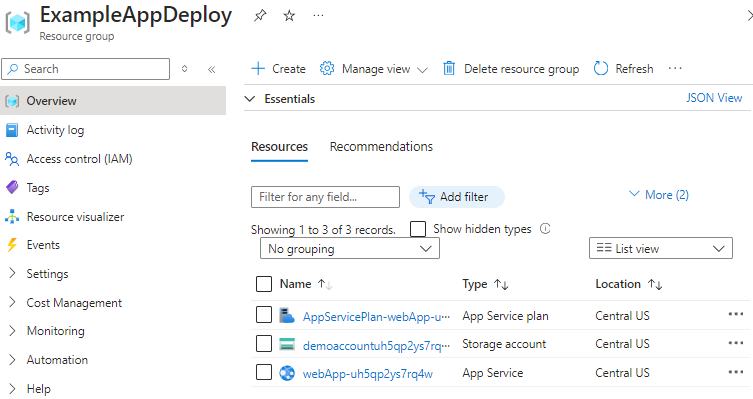 ExampleAppDeploy
Resource group
Search
Overview
Activity log
Access control (IAM)
Tags
Resource visualizer
Events
Settings
Cost Management
Monitoring
Automation
Help
Create Manage view Delete resource group Refresh ...
Essentials JSON View
Resources Recommendations
Filter for any field... Add filter More (2)
Showing 1 to 3 of 3 records. Show hidden types
No grouping List view
Name Type Location
AppServicePlan-webApp-u... App Service plan Central US ...
demoaccountuh5qp2ys7rq... Storage account Central US ...
webApp-uh5qp2ys7rq4w App Service Central US ...